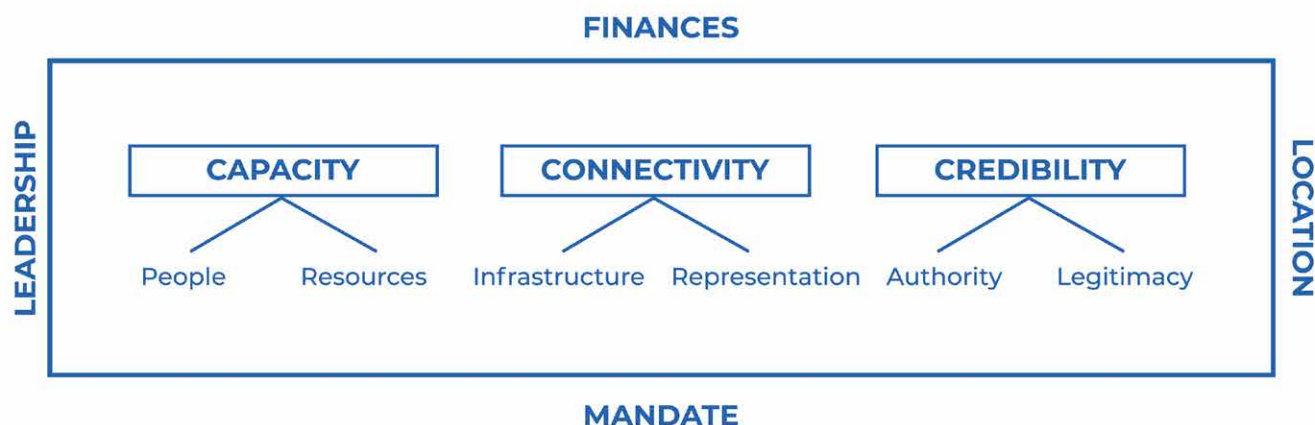 FINANCES
LEADERSHIP
CAPACITY CONNECTIVITY CREDIBILITY
People Resources Infrastructure Representation Authority Legitimacy
LOCATION
MANDATE